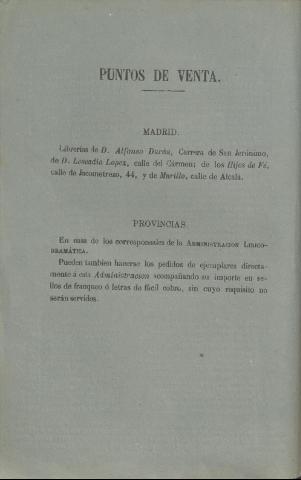 PUNTOS DE VENTA.
MADRID.
Librerías de D. Alfonso Durán, Carrera de San Jerónimo,
de D. Leocadio Lopez, calle del Cármen; de los Hijos de Fé,
calle de Jacometrezo, 44, y de Murillo, calle de Alcalá.
PROVINCIAS.
En casa de los corresponsales de la ADMINISTRACION LIRICO-
DRAMÁTICA.
Pueden tambien hacerse los pedidos de ejemplares directa-
mente á esta Administracion acompañando su importe en se-
llos de franqueo ó letras de fácil cobro, sin cuyo requisito no
serán servidos.